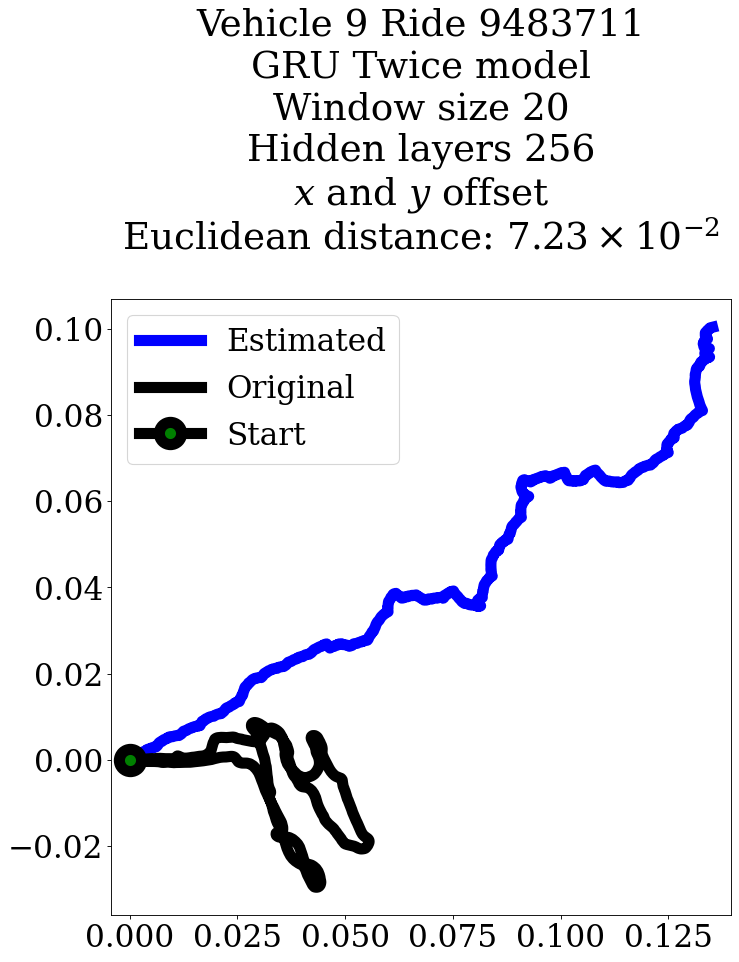 Vehicle 9 Ride 9483711
GRU Twice model
Window size 20
Hidden layers 256
x and y offset
Euclidean distance: 7.23 × 10⁻²
Estimated
Original
Start
0.10
0.08
0.06
0.04
0.02
0.00
−0.02
0.000 0.025 0.050 0.075 0.100 0.125